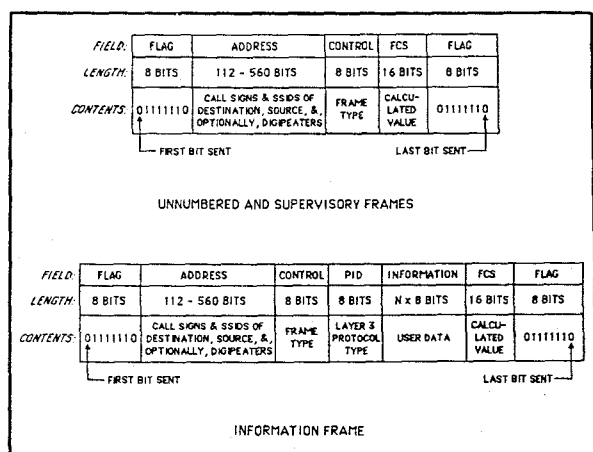 FIELD: FLAG ADDRESS CONTROL FCS FLAG
LENGTH: 8 BITS 112 - 560 BITS 8 BITS 16 BITS 8 BITS
CONTENTS: 01111110 CALL SIGNS & SSIDS OF DESTINATION, SOURCE, &, OPTIONALLY, DIGIPEATERS FRAME TYPE CALCU- LATED VALUE 01111110
FIRST BIT SENT LAST BIT SENT
UNNUMBERED AND SUPERVISORY FRAMES
FIELD: FLAG ADDRESS CONTROL PID INFORMATION FCS FLAG
LENGTH: 8 BITS 112 - 560 BITS 8 BITS 8 BITS N x 8 BITS 16 BITS 8 BITS
CONTENTS: 01111110 CALL SIGNS & SSIDS OF DESTINATION, SOURCE, &, OPTIONALLY, DIGIPEATERS FRAME TYPE LAYER 3 PROTOCOL TYPE USER DATA CALCU- LATED VALUE 01111110
FIRST BIT SENT LAST BIT SENT
INFORMATION FRAME